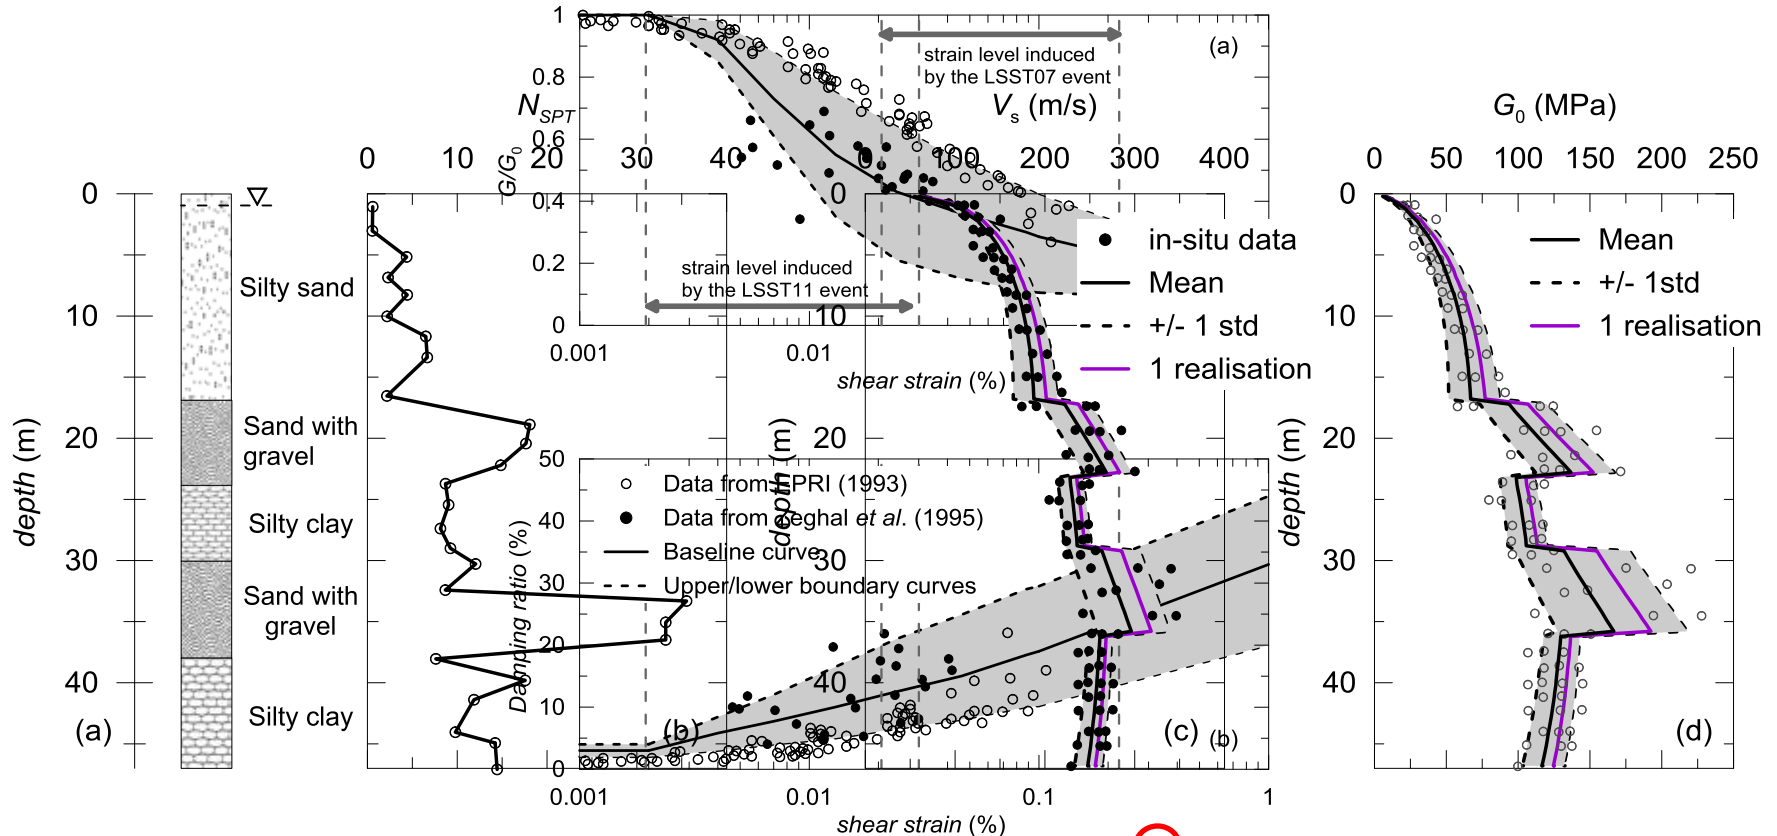 1
(a)
strain level induced
by the LSST07 event
0.8
N_SPT
V_s (m/s)
G_0 (MPa)
0.6
G/G_0
0 10 20 30 40
0 100 200 300 400
0 50 100 150 200 250
0
0.4
0
0
in-situ data
Mean
Mean
Silty sand
strain level induced
by the LSST11 event
0.2
+/- 1std
10
0
10
+/- 1 std
1 realisation
10
0.001
0.01
1 realisation
shear strain (%)
Sand with
gravel
20
20
20
depth (m)
depth (m)
depth (m)
50
Data from EPRI (1993)
Silty clay
Data from Zeghal et al. (1995)
40
Baseline curve
30
30
30
Upper/lower boundary curves
30
Damping ratio (%)
Sand with
gravel
20
40
40
40
Silty clay
10
(a)
(b)
(c)
(b)
(d)
0
0.001
0.01
0.1
1
shear strain (%)